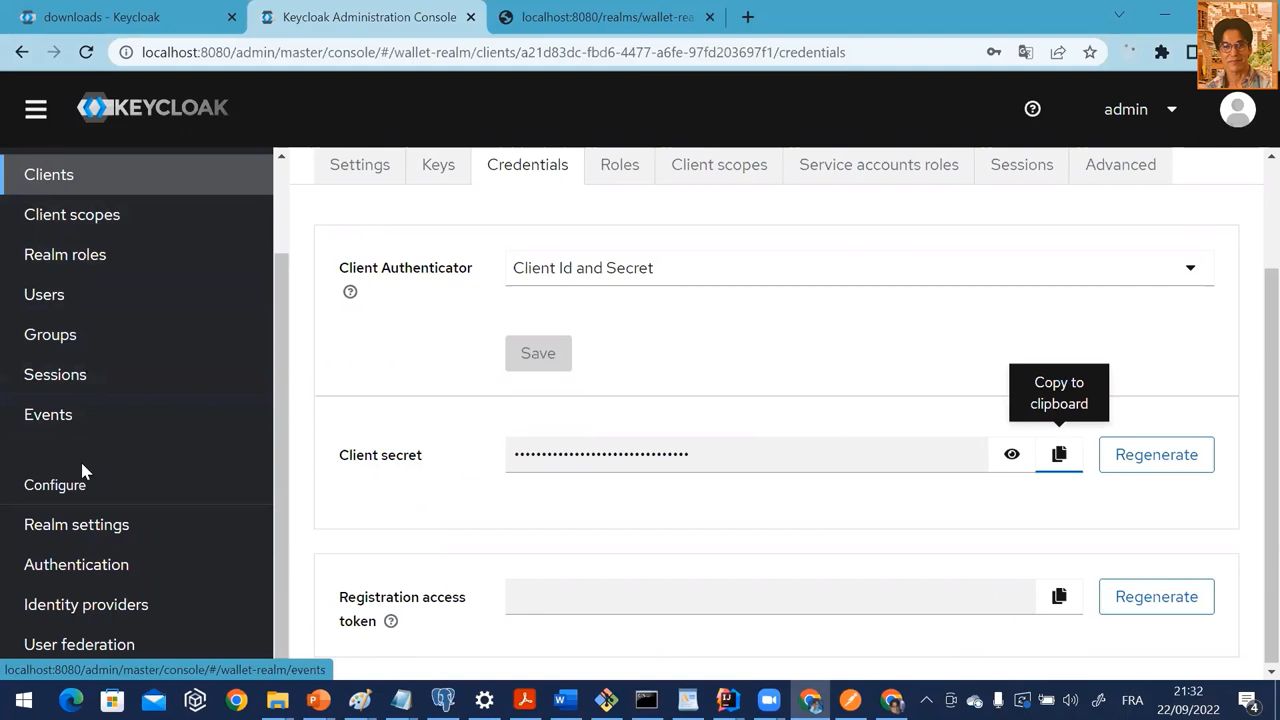 downloads - Keycloak
Keycloak Administration Console
localhost:8080/realms/wallet-rea
localhost:8080/admin/master/console/#/wallet-realm/clients/a21d83dc-fbd6-4477-a6fe-97fd203697f1/credentials
KEYCLOAK
admin
Clients
Client scopes
Realm roles
Users
Groups
Sessions
Events
Configure
Realm settings
Authentication
Identity providers
User federation
localhost:8080/admin/master/console/#/wallet-realm/events
Settings
Keys
Credentials
Roles
Client scopes
Service accounts roles
Sessions
Advanced
Client Authenticator
Client Id and Secret
Save
Copy to
clipboard
Client secret
••••••••••••••••••••••••••••••••
Regenerate
Registration access
token
Regenerate
FRA
21:32
22/09/2022
4